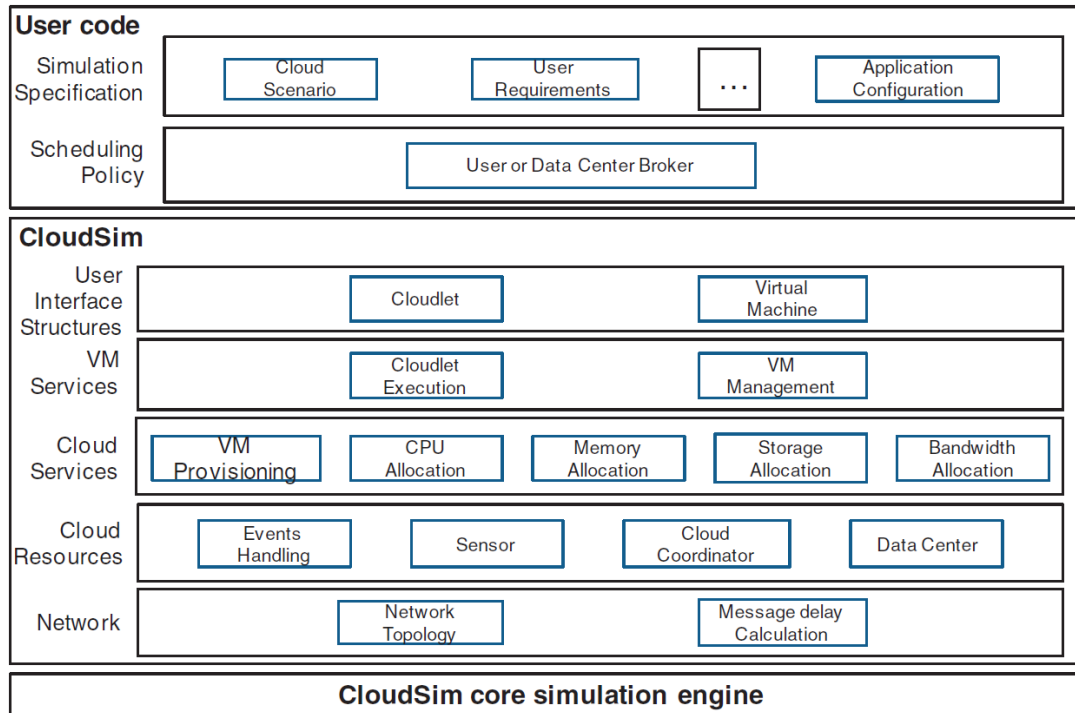 User code
Simulation
Specification
Cloud
Scenario
User
Requirements
...
Application
Configuration
Scheduling
Policy
User or Data Center Broker
CloudSim
User
Interface
Structures
Cloudlet
Virtual
Machine
VM
Services
Cloudlet
Execution
VM
Management
Cloud
Services
VM
Provisioning
CPU
Allocation
Memory
Allocation
Storage
Allocation
Bandwidth
Allocation
Cloud
Resources
Events
Handling
Sensor
Cloud
Coordinator
Data Center
Network
Network
Topology
Message delay
Calculation
CloudSim core simulation engine